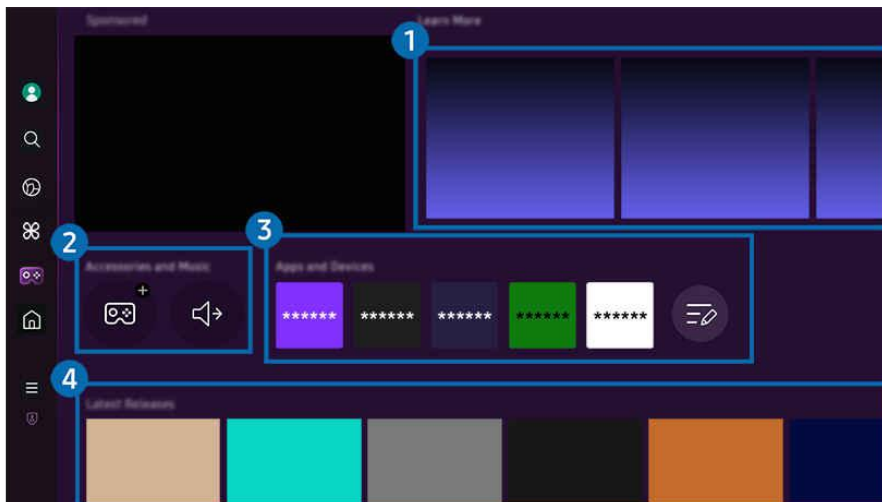 Sponsored
Learn More
1
2
3
Accessories and Music
Apps and Devices
******
******
******
******
******
4
Latest Releases